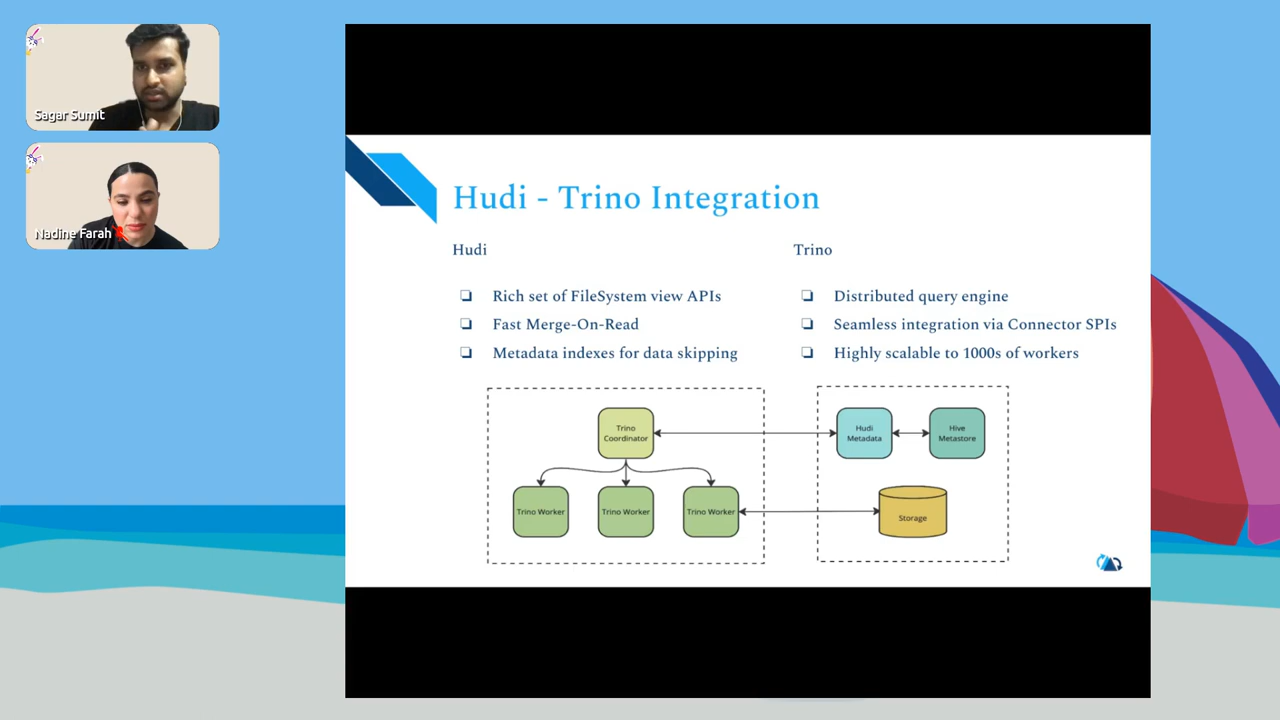 Sagar Sumit
Nadine Farah
Hudi - Trino Integration
Hudi
Rich set of FileSystem view APIs
Fast Merge-On-Read
Metadata indexes for data skipping
Trino
Distributed query engine
Seamless integration via Connector SPIs
Highly scalable to 1000s of workers
Trino
Coordinator
Trino Worker
Trino Worker
Trino Worker
Hudi
Metadata
Hive
Metastore
Storage